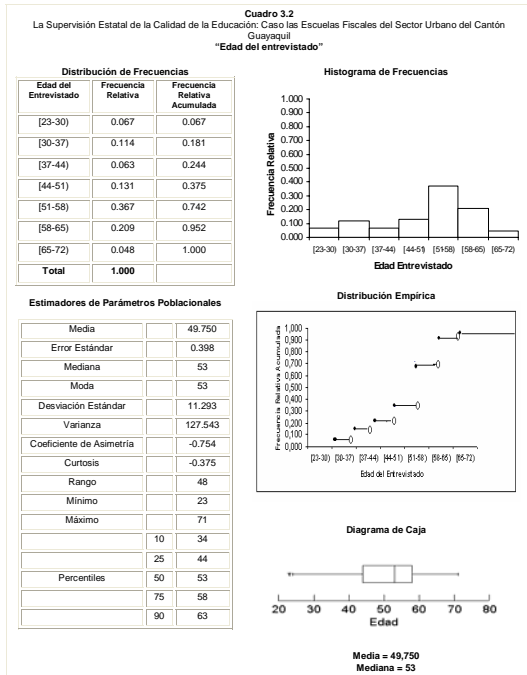 Cuadro 3.2
La Supervisión Estatal de la Calidad de la Educación: Caso las Escuelas Fiscales del Sector Urbano del Cantón
Guayaquil
"Edad del entrevistado"
Distribución de Frecuencias
Edad del Entrevistado Frecuencia Relativa Frecuencia Relativa Acumulada
[23-30) 0.067 0.067
[30-37) 0.114 0.181
[37-44) 0.063 0.244
[44-51) 0.131 0.375
[51-58) 0.367 0.742
[58-65) 0.209 0.952
[65-72) 0.048 1.000
Total 1.000
Histograma de Frecuencias
Frecuencia Relativa
1.000
0.900
0.800
0.700
0.600
0.500
0.400
0.300
0.200
0.100
0.000
[23-30) [30-37) [37-44) [44-51) [51-58) [58-65) [65-72)
Edad Entrevistado
Estimadores de Parámetros Poblacionales
Media 49.750
Error Estándar 0.398
Mediana 53
Moda 53
Desviación Estándar 11.293
Varianza 127.543
Coeficiente de Asimetría -0.754
Curtosis -0.375
Rango 48
Mínimo 23
Máximo 71
Percentiles
10 34
25 44
50 53
75 58
90 63
Distribución Empírica
Frecuencia Relativa Acumulada
1,000
0,900
0,800
0,700
0,600
0,500
0,400
0,300
0,200
0,100
0,000
[23-30) [30-37) [37-44) [44-51) [51-58) [58-65) [65-72)
Edad del Entrevistado
Diagrama de Caja
20 30 40 50 60 70 80
Edad
Media = 49,750
Mediana = 53